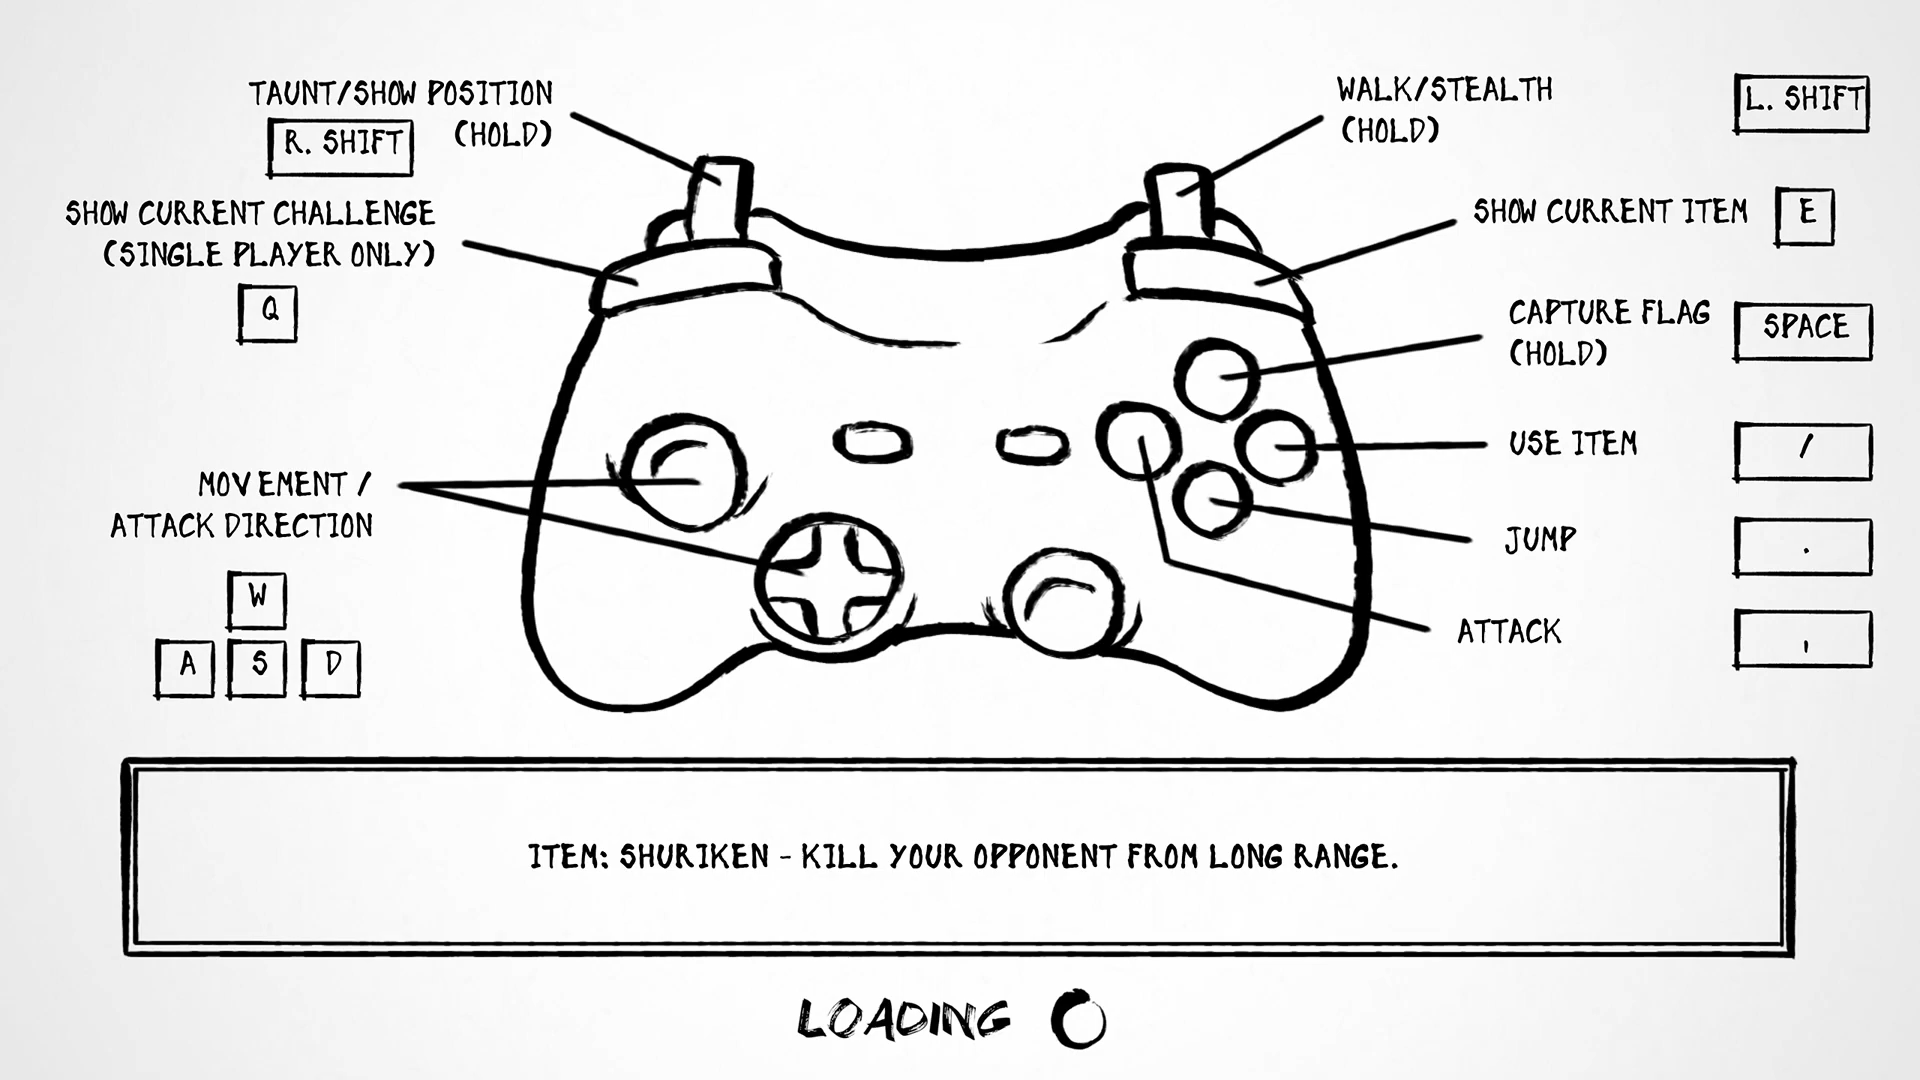 TAUNT/SHOW POSITION
(HOLD)
R. SHIFT
SHOW CURRENT CHALLENGE
(SINGLE PLAYER ONLY)
Q
MOVEMENT /
ATTACK DIRECTION
W
A S D
WALK/STEALTH
(HOLD)
L. SHIFT
SHOW CURRENT ITEM
E
CAPTURE FLAG
(HOLD)
SPACE
USE ITEM
/
JUMP
.
ATTACK
,
ITEM: SHURIKEN - KILL YOUR OPPONENT FROM LONG RANGE.
LOADING